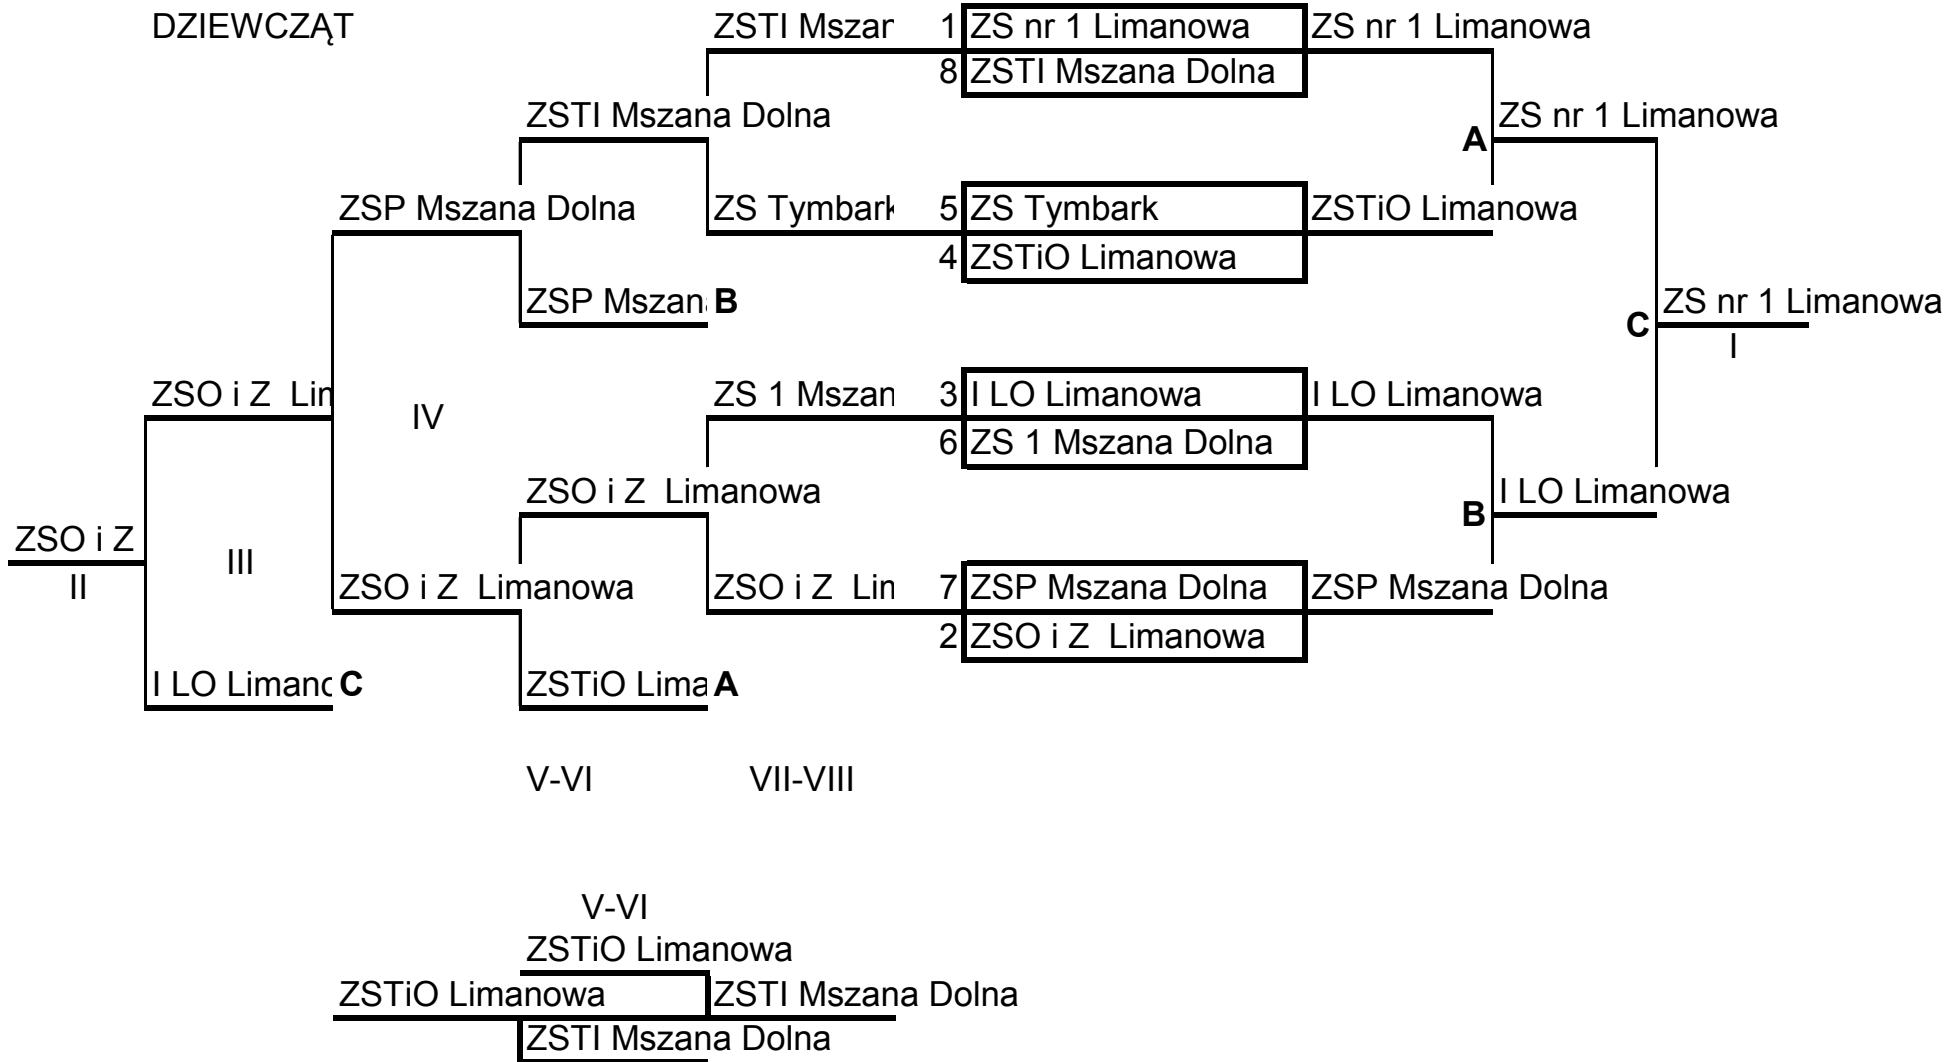 DZIEWCZĄT ZSTI Mszar 1 ZS nr 1 Limanowa ZS nr 1 Limanowa
8 ZSTI Mszana Dolna
ZSTI Mszana Dolna ZS nr 1 Limanowa
A
ZSP Mszana Dolna ZS Tymbark 5 ZS Tymbark ZSTiO Limanowa
4 ZSTiO Limanowa
ZSP Mszana B ZS nr 1 Limanowa
C
I
ZSO i Z Lim IV ZS 1 Mszan 3 I LO Limanowa I LO Limanowa
6 ZS 1 Mszana Dolna
ZSO i Z Limanowa I LO Limanowa
B
ZSO i Z III
II ZSO i Z Limanowa ZSO i Z Lin 7 ZSP Mszana Dolna ZSP Mszana Dolna
2 ZSO i Z Limanowa
I LO Limanc C ZSTiO Lima A
V-VI VII-VIII
V-VI
ZSTiO Limanowa
ZSTiO Limanowa ZSTI Mszana Dolna
ZSTI Mszana Dolna